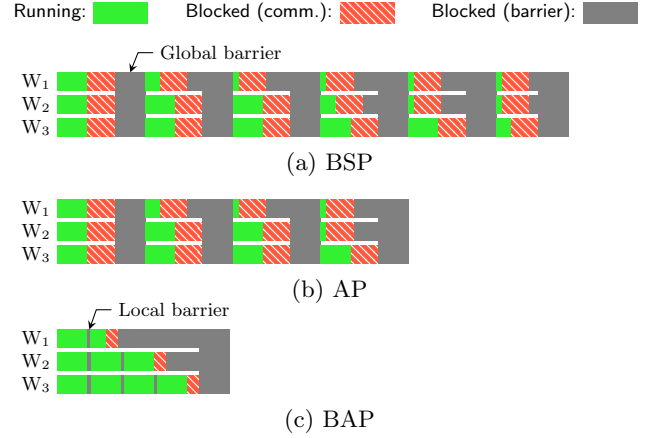 Running: Blocked (comm.): Blocked (barrier):
Global barrier
W1
W2
W3
(a) BSP
W1
W2
W3
(b) AP
Local barrier
W1
W2
W3
(c) BAP